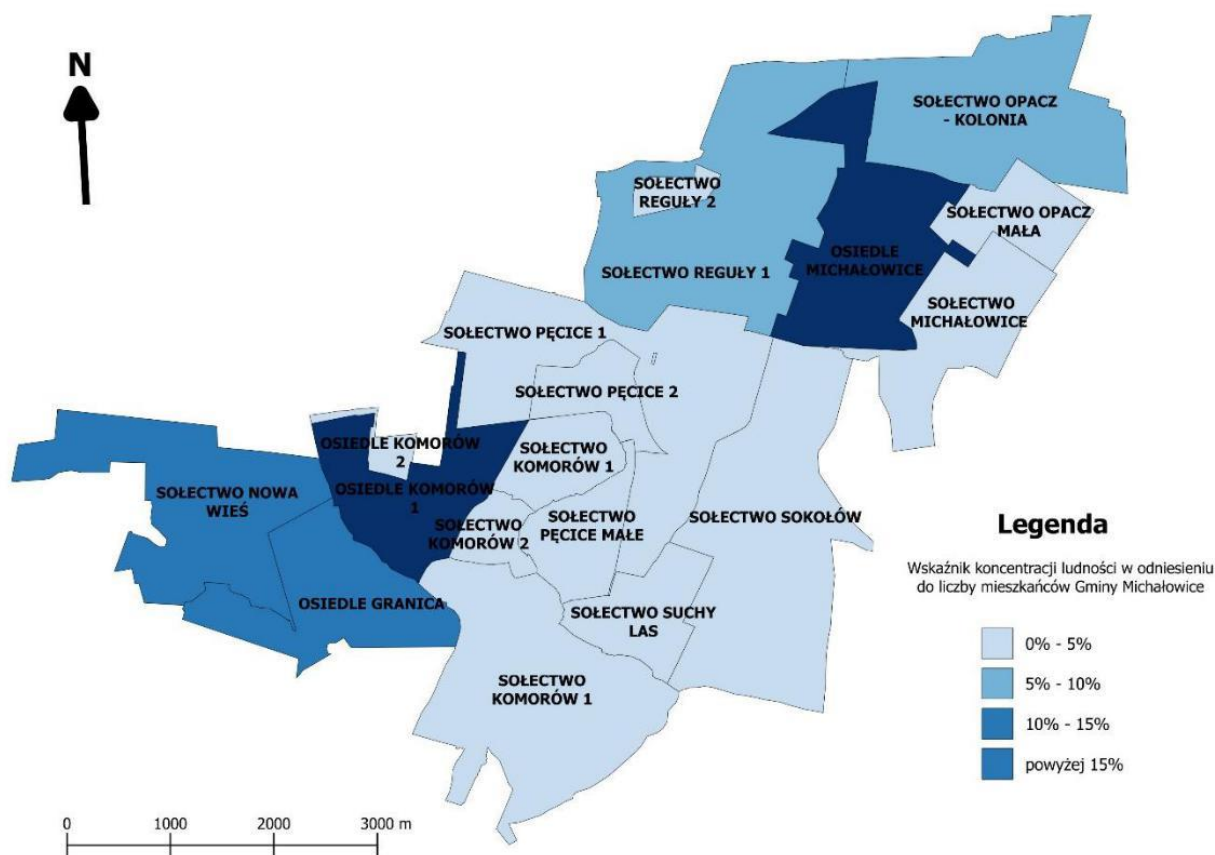 N
SOŁECTWO OPACZ
- KOLONIA
SOŁECTWO
REGUŁY 2
SOŁECTWO OPACZ
MAŁA
OSIEDLE
MICHAŁOWICE
SOŁECTWO REGUŁY 1
SOŁECTWO
MICHAŁOWICE
SOŁECTWO PĘCICE 1
SOŁECTWO PĘCICE 2
OSIEDLE KOMORÓW
2
SOŁECTWO
KOMORÓW 1
OSIEDLE KOMORÓW
1
SOŁECTWO NOWA
WIEŚ
SOŁECTWO
KOMORÓW 2
SOŁECTWO
PĘCICE MAŁE
SOŁECTWO SOKOŁÓW
OSIEDLE GRANICA
SOŁECTWO SUCHY
LAS
SOŁECTWO
KOMORÓW 1
Legenda
Wskaźnik koncentracji ludności w odniesieniu
do liczby mieszkańców Gminy Michałowice
0% - 5%
5% - 10%
10% - 15%
powyżej 15%
0 1000 2000 3000 m